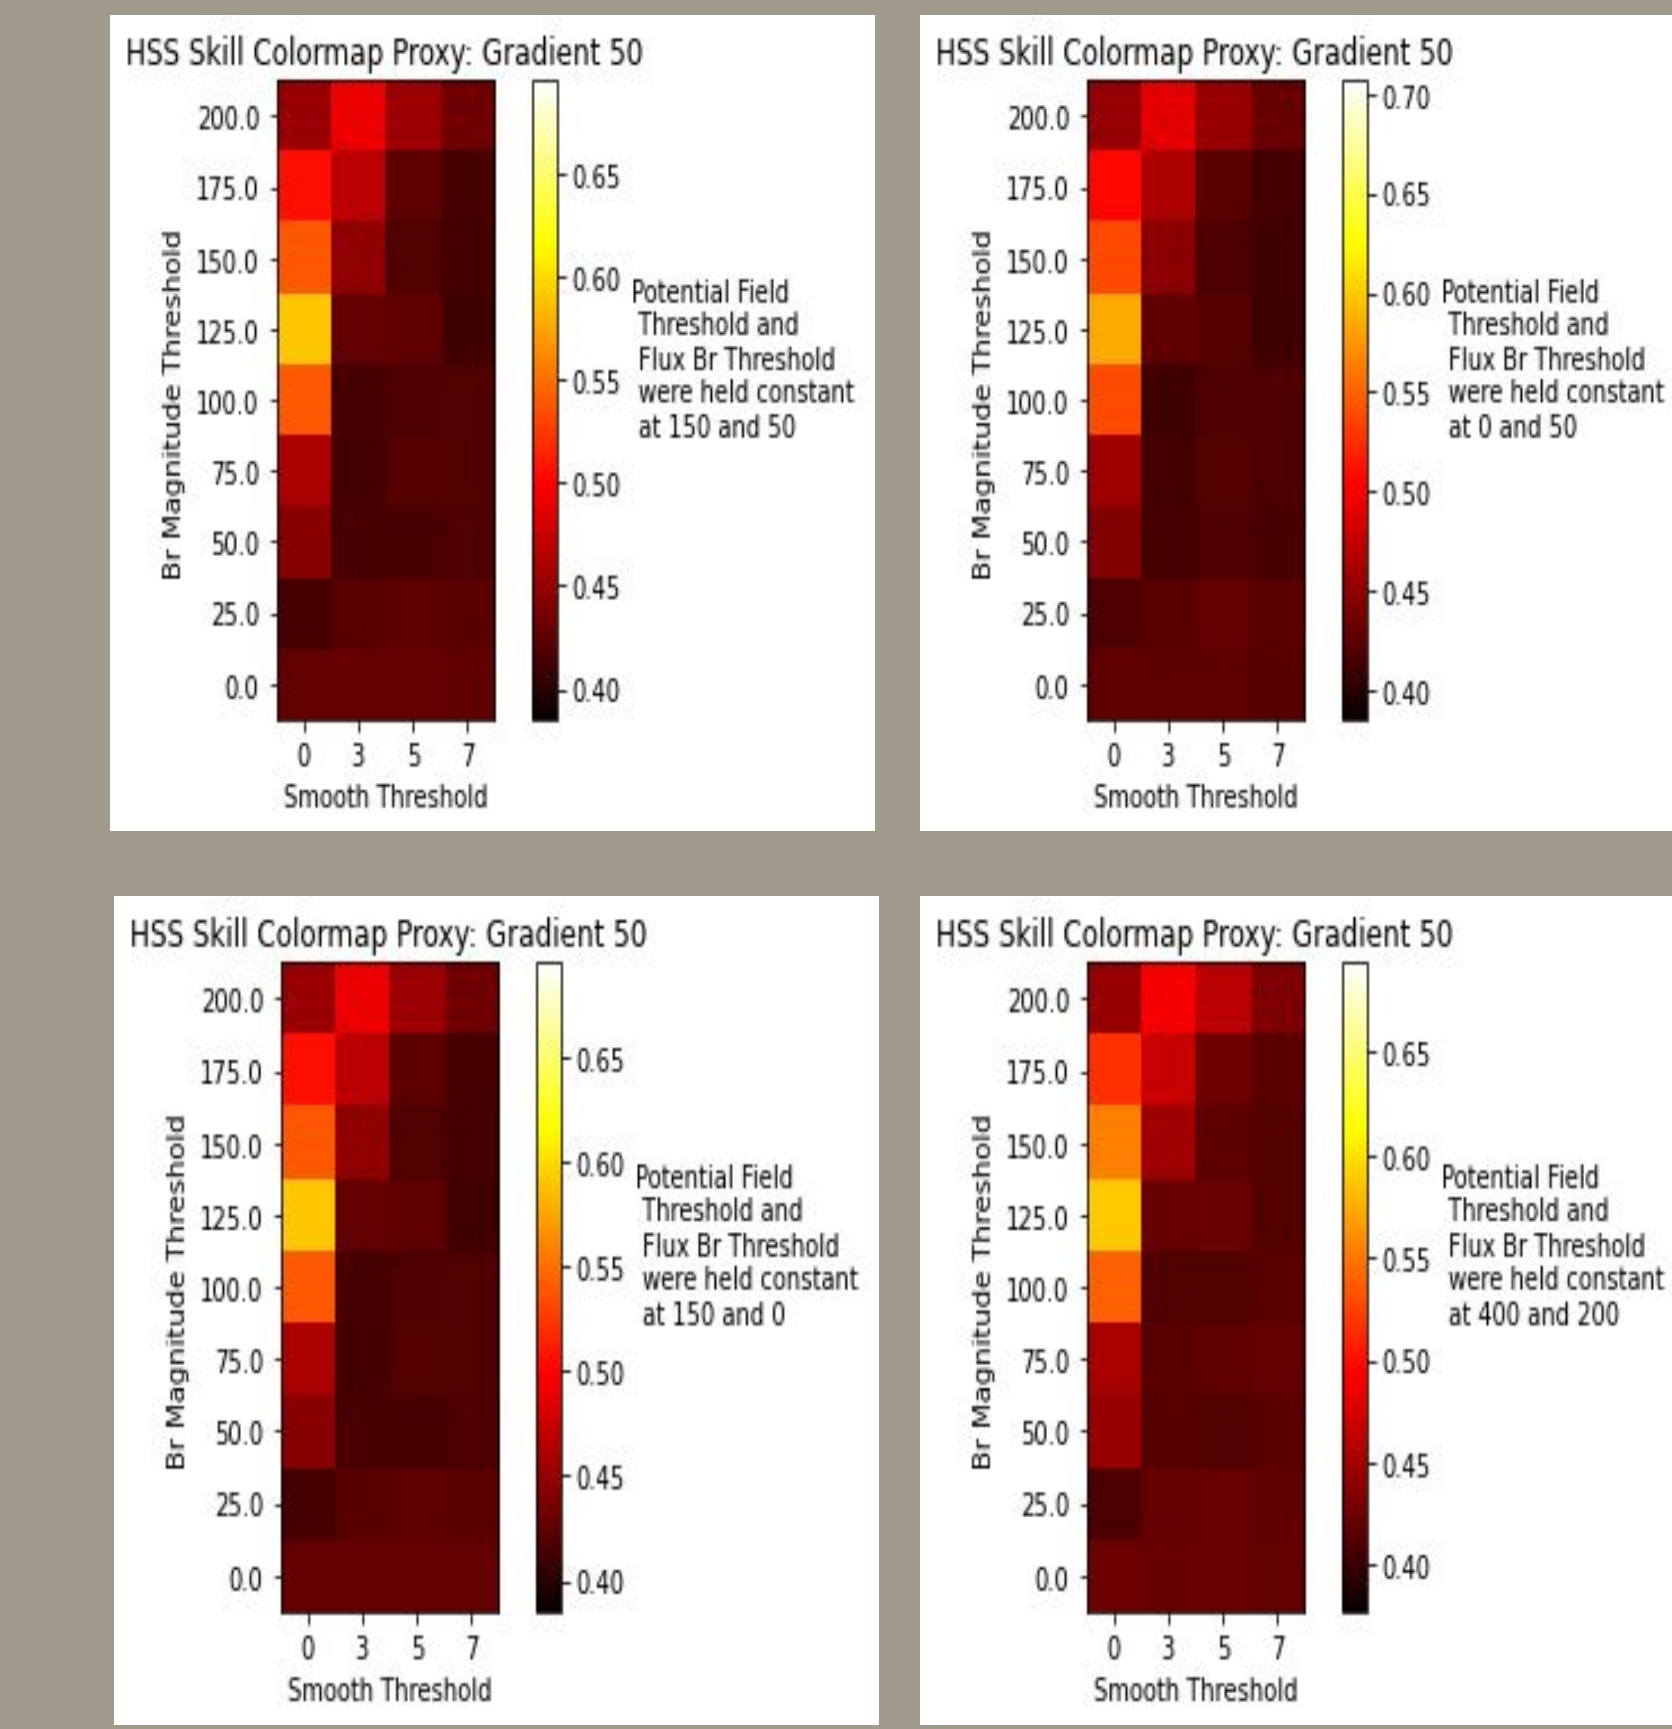 HSS Skill Colormap Proxy: Gradient 50
200.0
175.0
150.0
125.0
100.0
75.0
50.0
25.0
0.0
Br Magnitude Threshold
0 3 5 7
Smooth Threshold
0.65
0.60
0.55
0.50
0.45
0.40
Potential Field
Threshold and
Flux Br Threshold
were held constant
at 150 and 50
HSS Skill Colormap Proxy: Gradient 50
200.0
175.0
150.0
125.0
100.0
75.0
50.0
25.0
0.0
Br Magnitude Threshold
0 3 5 7
Smooth Threshold
0.70
0.65
0.60
0.55
0.50
0.45
0.40
Potential Field
Threshold and
Flux Br Threshold
were held constant
at 0 and 50
HSS Skill Colormap Proxy: Gradient 50
200.0
175.0
150.0
125.0
100.0
75.0
50.0
25.0
0.0
Br Magnitude Threshold
0 3 5 7
Smooth Threshold
0.65
0.60
0.55
0.50
0.45
0.40
Potential Field
Threshold and
Flux Br Threshold
were held constant
at 150 and 0
HSS Skill Colormap Proxy: Gradient 50
200.0
175.0
150.0
125.0
100.0
75.0
50.0
25.0
0.0
Br Magnitude Threshold
0 3 5 7
Smooth Threshold
0.65
0.60
0.55
0.50
0.45
0.40
Potential Field
Threshold and
Flux Br Threshold
were held constant
at 400 and 200